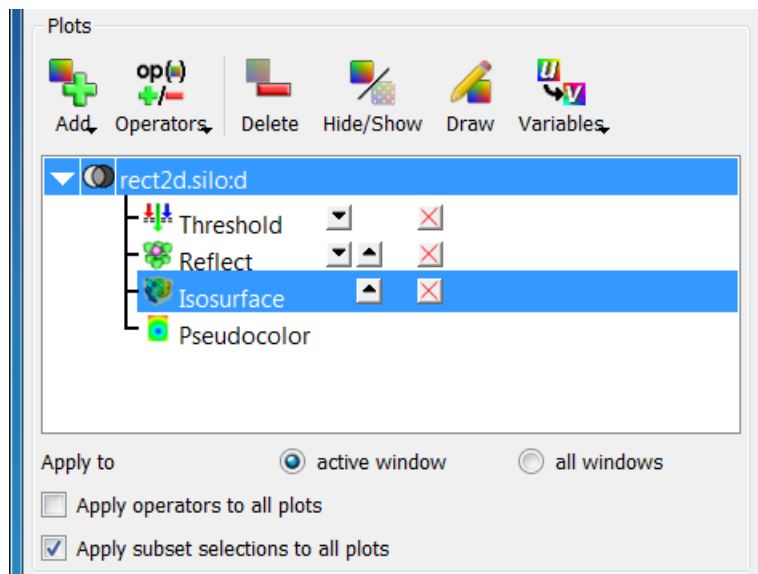 Plots
op(=) +/-
Add Operators Delete Hide/Show Draw Variables
u v
rect2d.silo:d
Threshold
Reflect
Isosurface
Pseudocolor
Apply to active window all windows
Apply operators to all plots
Apply subset selections to all plots